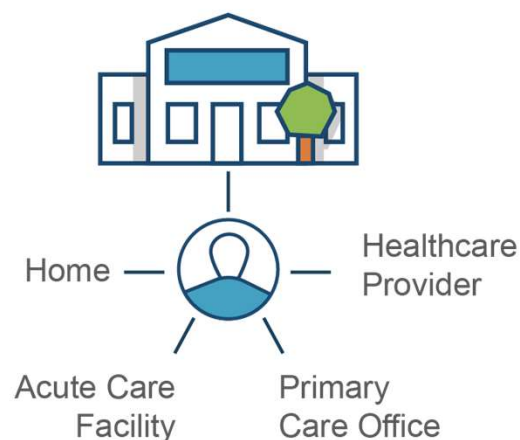 Home
Healthcare
Provider
Acute Care
Facility
Primary
Care Office